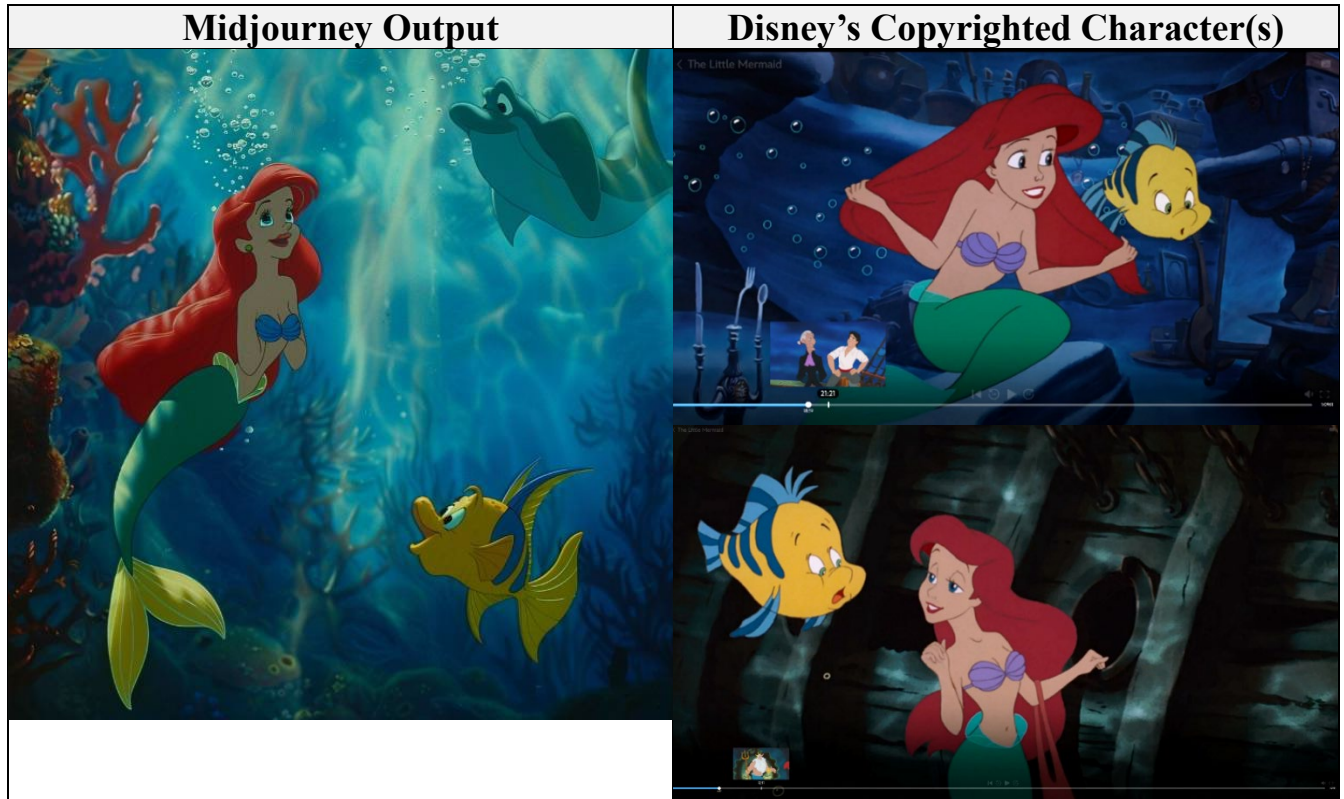 Midjourney Output
Disney’s Copyrighted Character(s)
The Little Mermaid
21:21
The Little Mermaid